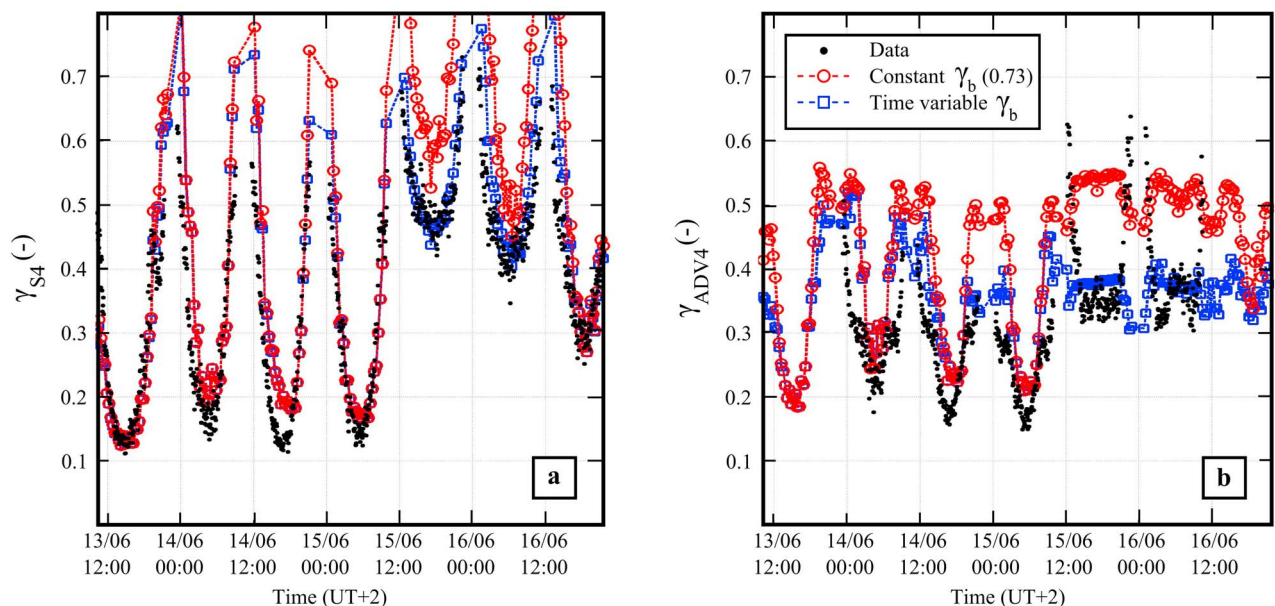 0.7
0.6
0.5
0.4
0.3
0.2
0.1
γS4 (-)
a
13/06 14/06 14/06 15/06 15/06 16/06 16/06
12:00 00:00 12:00 00:00 12:00 00:00 12:00
Time (UT+2)
Data
Constant γb (0.73)
Time variable γb
0.7
0.6
0.5
0.4
0.3
0.2
0.1
γADV4 (-)
b
13/06 14/06 14/06 15/06 15/06 16/06 16/06
12:00 00:00 12:00 00:00 12:00 00:00 12:00
Time (UT+2)